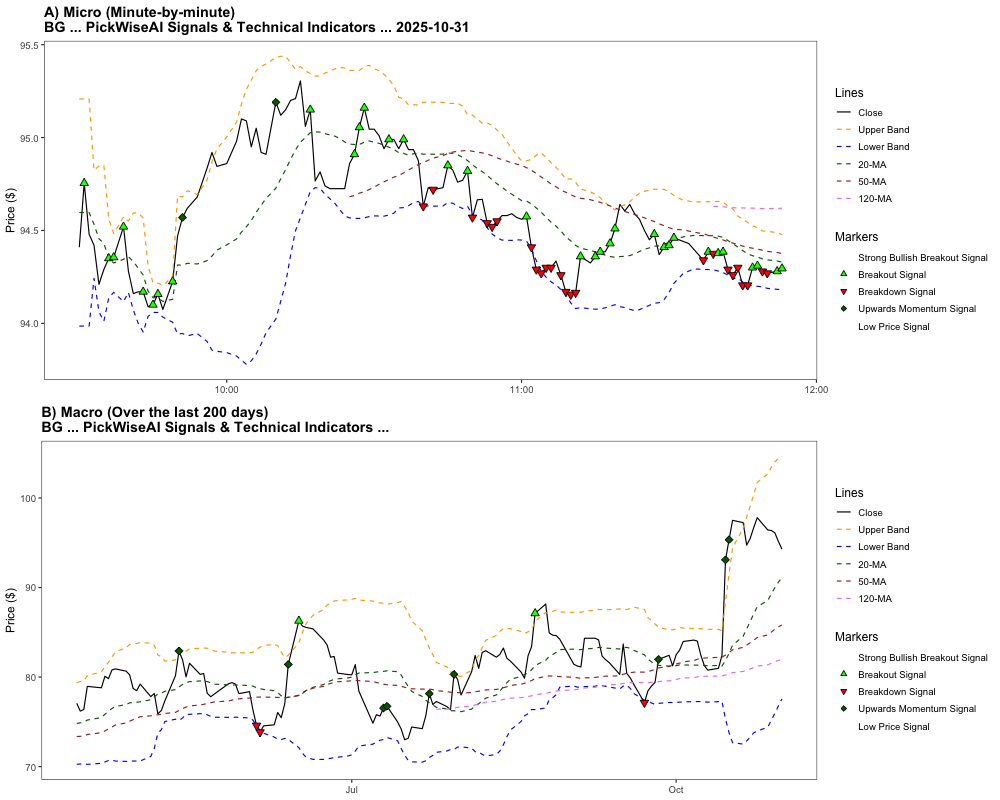 A) Micro (Minute-by-minute)
BG ... PickWiseAI Signals & Technical Indicators ... 2025-10-31
95.5
95.0
94.5
94.0
Price ($)
10:00
11:00
12:00
Lines
Close
Upper Band
Lower Band
20-MA
50-MA
120-MA
Markers
Strong Bullish Breakout Signal
Breakout Signal
Breakdown Signal
Upwards Momentum Signal
Low Price Signal
B) Macro (Over the last 200 days)
BG ... PickWiseAI Signals & Technical Indicators ...
100
90
80
70
Price ($)
Jul
Oct
Lines
Close
Upper Band
Lower Band
20-MA
50-MA
120-MA
Markers
Strong Bullish Breakout Signal
Breakout Signal
Breakdown Signal
Upwards Momentum Signal
Low Price Signal